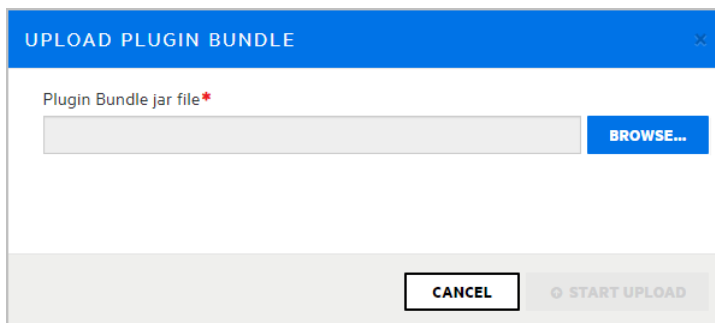 UPLOAD PLUGIN BUNDLE ×
Plugin Bundle jar file*
BROWSE...
CANCEL START UPLOAD